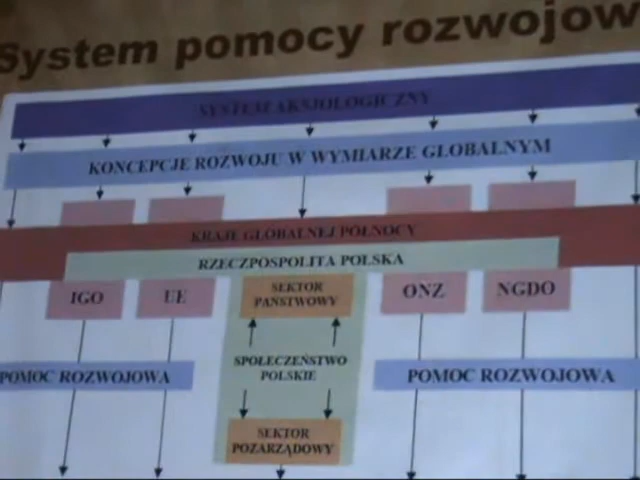 System pomocy rozwojow
SYSTEM AKSJOLOGICZNY
KONCEPCJE ROZWOJU W WYMIARZE GLOBALNYM
KRAJE GLOBALNEJ PÓŁNOCY
RZECZPOSPOLITA POLSKA
IGO
UE
SEKTOR
PAŃSTWOWY
ONZ
NGDO
SPOŁECZEŃSTWO
POLSKIE
POMOC ROZWOJOWA
POMOC ROZWOJOWA
SEKTOR
POZARZĄDOWY